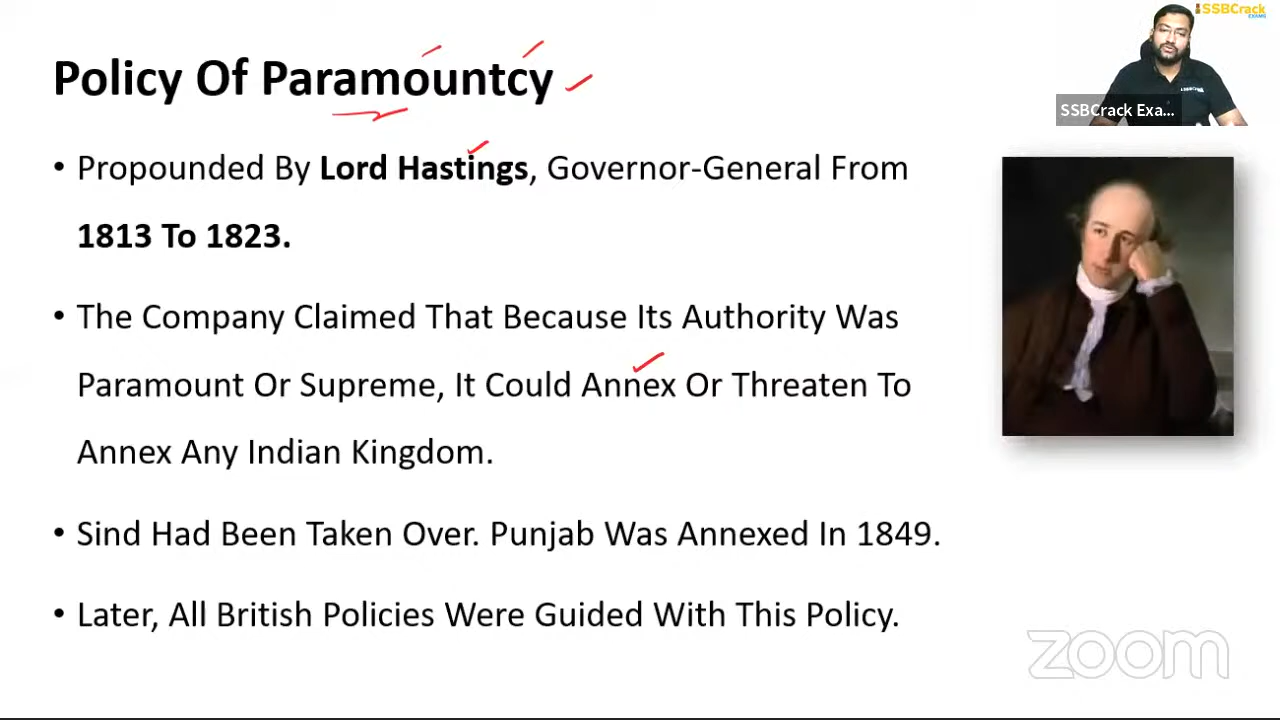 SSBCrack
EXAMS
Policy Of Paramountcy
SSBCrack Exa...
• Propounded By Lord Hastings, Governor-General From
1813 To 1823.
• The Company Claimed That Because Its Authority Was
Paramount Or Supreme, It Could Annex Or Threaten To
Annex Any Indian Kingdom.
• Sind Had Been Taken Over. Punjab Was Annexed In 1849.
• Later, All British Policies Were Guided With This Policy.
zoom